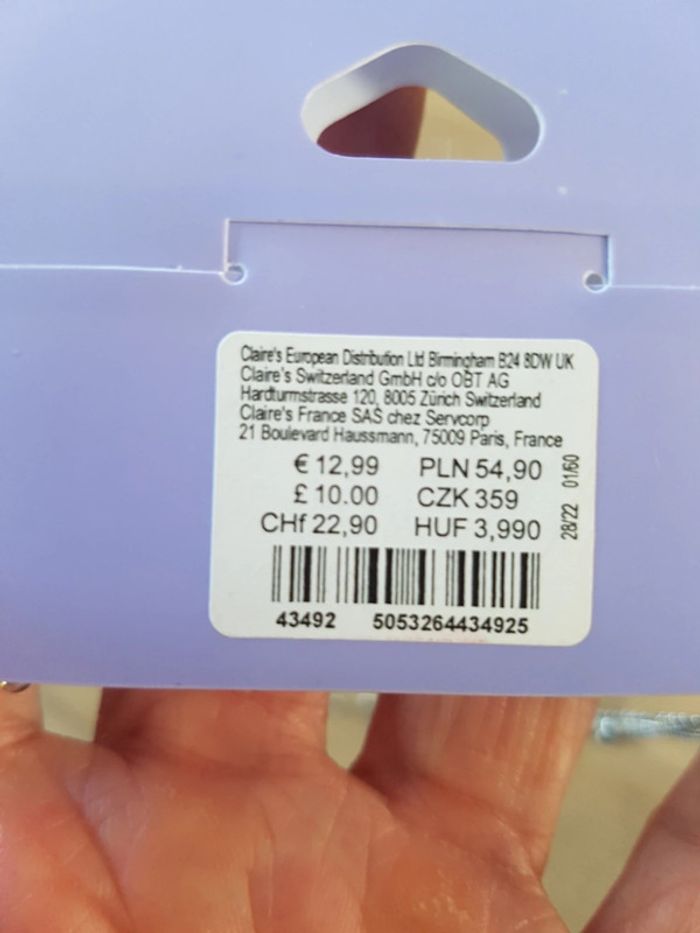 Claire's European Distribution Ltd Birmingham B24 8DW UK
Claire's Switzerland GmbH c/o OBT AG
Hardturmstrasse 120, 8005 Zürich Switzerland
Claire's France SAS chez Servcorp
21 Boulevard Haussmann, 75009 Paris, France
€ 12,99 PLN 54,90
£ 10.00 CZK 359
CHf 22,90 HUF 3,990
28/22 01/60
43492 5053264434925